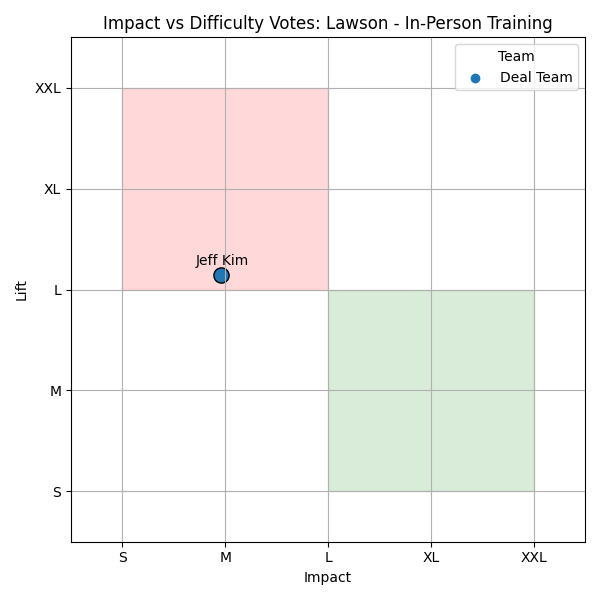 Impact vs Difficulty Votes: Lawson - In-Person Training
Team
Deal Team
XXL
XL
Jeff Kim
L
M
S
Lift
S M L XL XXL
Impact